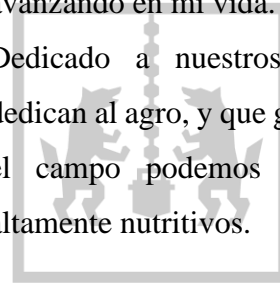 avanzando en mi vida.
Dedicado a nuestros
dedican al agro, y que g
el campo podemos
altamente nutritivos.